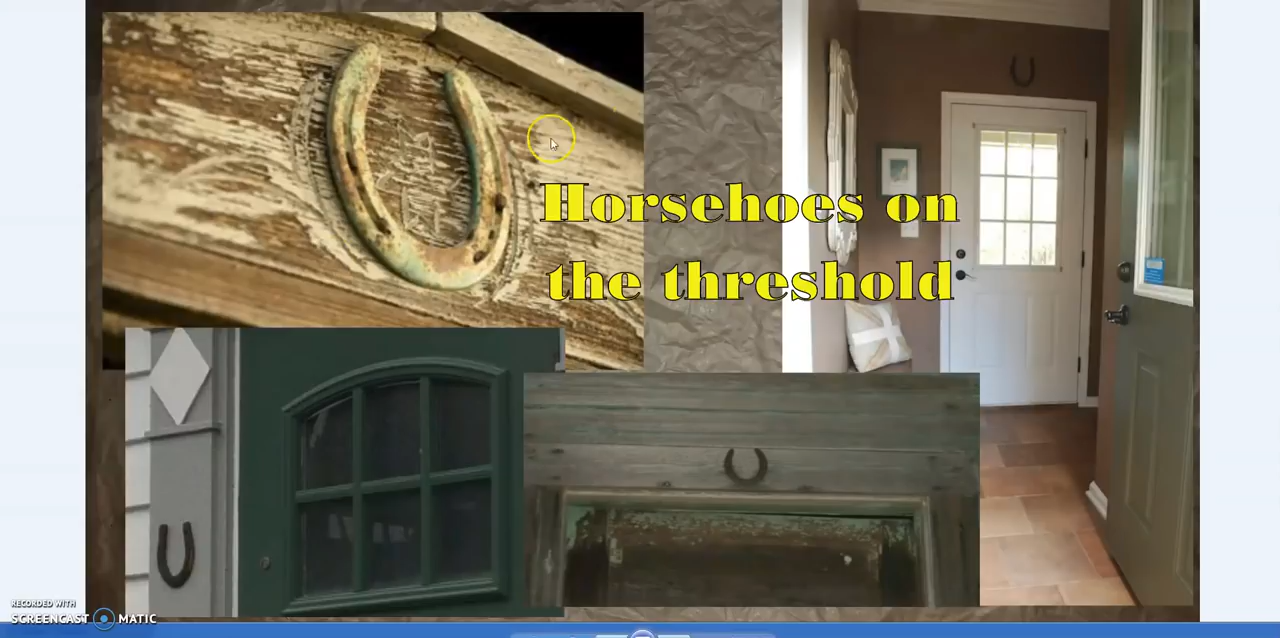 Horsehoes on
the threshold
RECORDED WITH
SCREENCAST MATIC